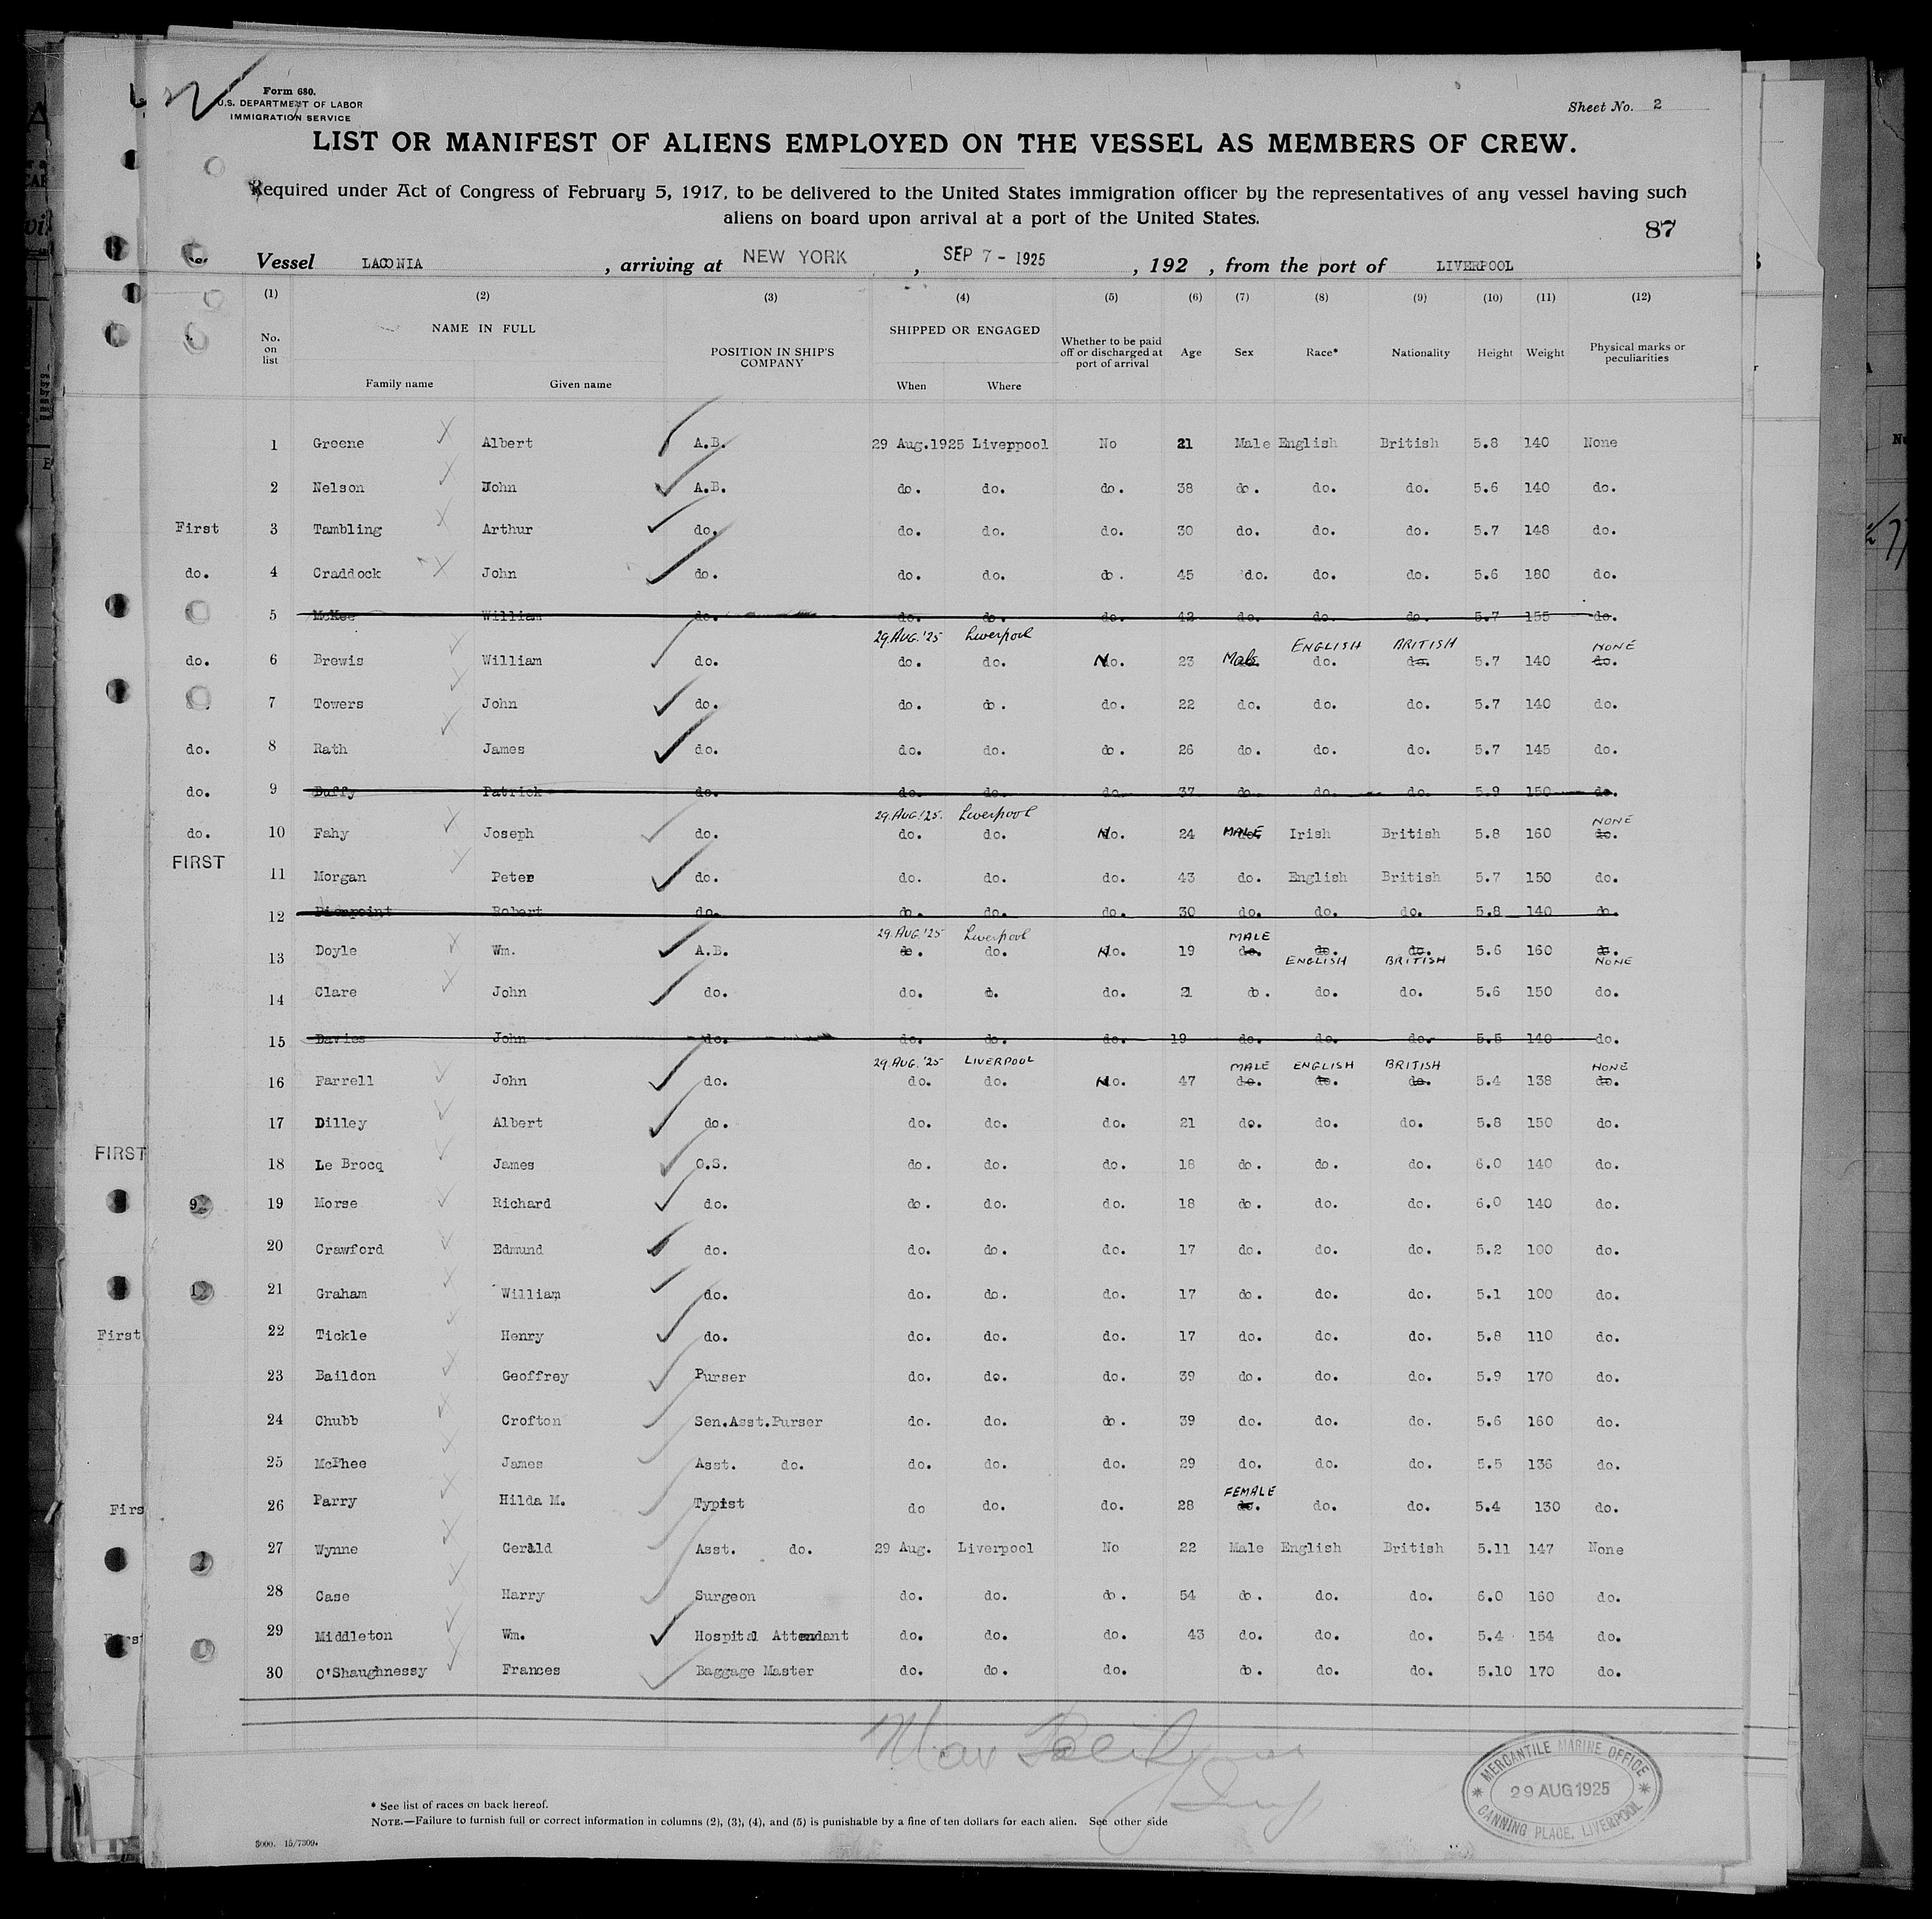 Form 680.
U.S. DEPARTMENT OF LABOR
IMMIGRATION SERVICE
Sheet No. 2
LIST OR MANIFEST OF ALIENS EMPLOYED ON THE VESSEL AS MEMBERS OF CREW.
Required under Act of Congress of February 5, 1917, to be delivered to the United States immigration officer by the representatives of any vessel having such
aliens on board upon arrival at a port of the United States.
87
Vessel LACONIA , arriving at NEW YORK , SEP 7 - 1925 , 192 , from the port of LIVERPOOL
(1) (2) (3) (4) (5) (6) (7) (8) (9) (10) (11) (12)
No. on list NAME IN FULL Family name Given name POSITION IN SHIP'S COMPANY SHIPPED OR ENGAGED When Where Whether to be paid off or discharged at port of arrival Age Sex Race* Nationality Height Weight Physical marks or peculiarities
1 Greene Albert A.B. 29 Aug.1925 Liverpool No 21 Male English British 5.8 140 None
2 Nelson John A.B. do. do. do. 38 do. do. do. 5.6 140 do.
First 3 Tambling Arthur do. do. do. do. 30 do. do. do. 5.7 148 do.
do. 4 Craddock John do. do. do. do. 45 do. do. do. 5.6 180 do.
5 McKee William do. do. do. do. 42 do. do. do. 5.7 155 do.
29 AUG. '25 Liverpool ENGLISH BRITISH NONE
do. 6 Brewis William do. do. do. No. 23 Male do. do. 5.7 140 do.
7 Towers John do. do. do. do. 22 do. do. do. 5.7 140 do.
do. 8 Rath James do. do. do. do. 26 do. do. do. 5.7 145 do.
do. 9 Duffy Patrick do. do. do. do. 37 do. do. do. 5.9 150 do.
29 AUG. '25. Liverpool NONE
do. 10 Fahy Joseph do. do. do. No. 24 MALE Irish British 5.8 160 do.
FIRST
11 Morgan Peter do. do. do. do. 43 do. English British 5.7 150 do.
12 Pierpoint Robert do. do. do. do. 30 do. do. do. 5.8 140 do.
29 AUG. '25 Liverpool MALE
13 Doyle Wm. A.B. do. do. No. 19 do. do. do. 5.6 160 do.
ENGLISH BRITISH NONE
14 Clare John do. do. do. do. 21 do. do. do. 5.6 150 do.
15 Davies John do. do. do. do. 19 do. do. do. 5.5 140 do.
29 AUG. '25 LIVERPOOL MALE ENGLISH BRITISH NONE
16 Farrell John do. do. do. No. 47 do. do. do. 5.4 138 do.
17 Dilley Albert do. do. do. do. 21 do. do. do. 5.8 150 do.
FIRST
18 Le Brocq James O.S. do. do. do. 18 do. do. do. 6.0 140 do.
19 Morse Richard do. do. do. do. 18 do. do. do. 6.0 140 do.
20 Crawford Edmund do. do. do. do. 17 do. do. do. 5.2 100 do.
21 Graham William do. do. do. do. 17 do. do. do. 5.1 100 do.
First 22 Tickle Henry do. do. do. do. 17 do. do. do. 5.8 110 do.
23 Baildon Geoffrey Purser do. do. do. 39 do. do. do. 5.9 170 do.
24 Chubb Crofton Sen.Asst.Purser do. do. do. 39 do. do. do. 5.6 160 do.
25 McPhee James Asst. do. do. do. do. 29 do. do. do. 5.5 136 do.
FEMALE
Firs 26 Parry Hilda M. Typist do do. do. 28 do. do. do. 5.4 130 do.
27 Wynne Gerald Asst. do. 29 Aug. Liverpool No 22 Male English British 5.11 147 None
28 Case Harry Surgeon do. do. do. 54 do. do. do. 6.0 160 do.
29 Middleton Wm. Hospital Attendant do. do. do. 43 do. do. do. 5.4 154 do.
30 O'Shaughnessy Frances Baggage Master do. do. do. do. do. do. 5.10 170 do.
MERCANTILE MARINE OFFICE
29 AUG 1925
CANNING PLACE, LIVERPOOL
* See list of races on back hereof.
NOTE.—Failure to furnish full or correct information in columns (2), (3), (4), and (5) is punishable by a fine of ten dollars for each alien. See other side
3000. 15/7309.